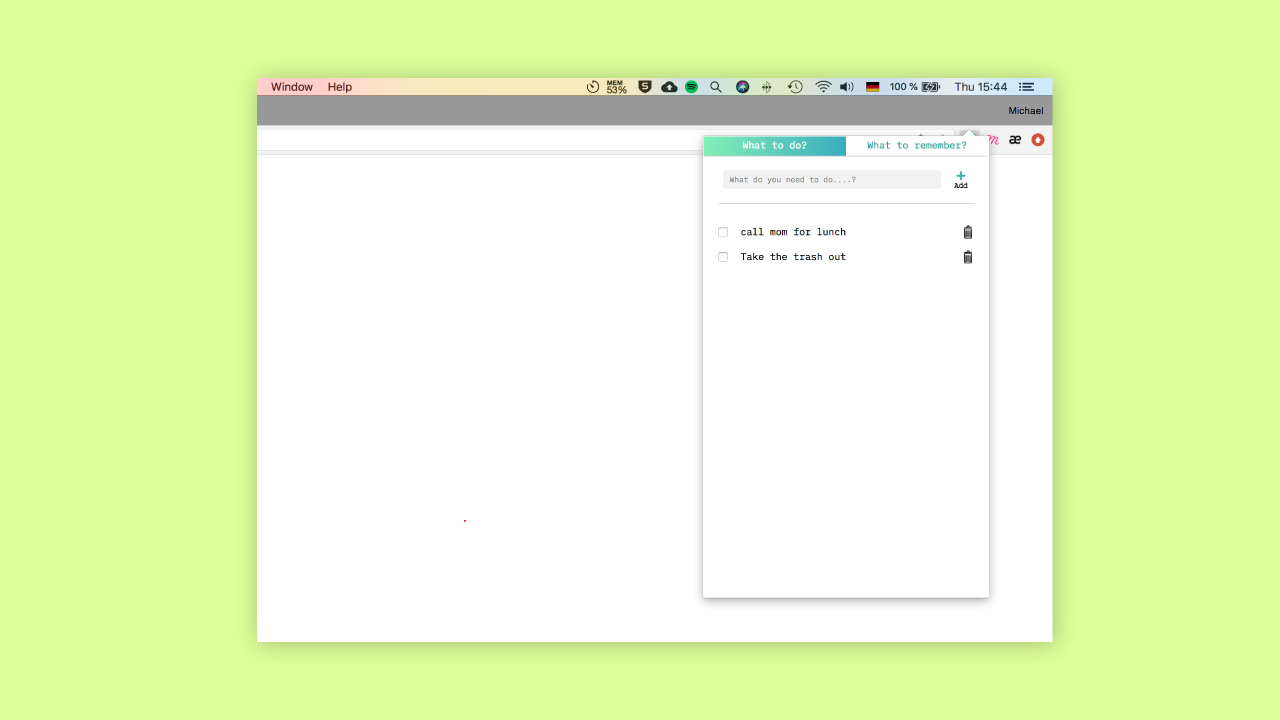 Window Help MEM 53% S 100 % Thu 15:44
Michael
m æ
What to do? What to remember?
What do you need to do....? + Add
call mom for lunch
Take the trash out